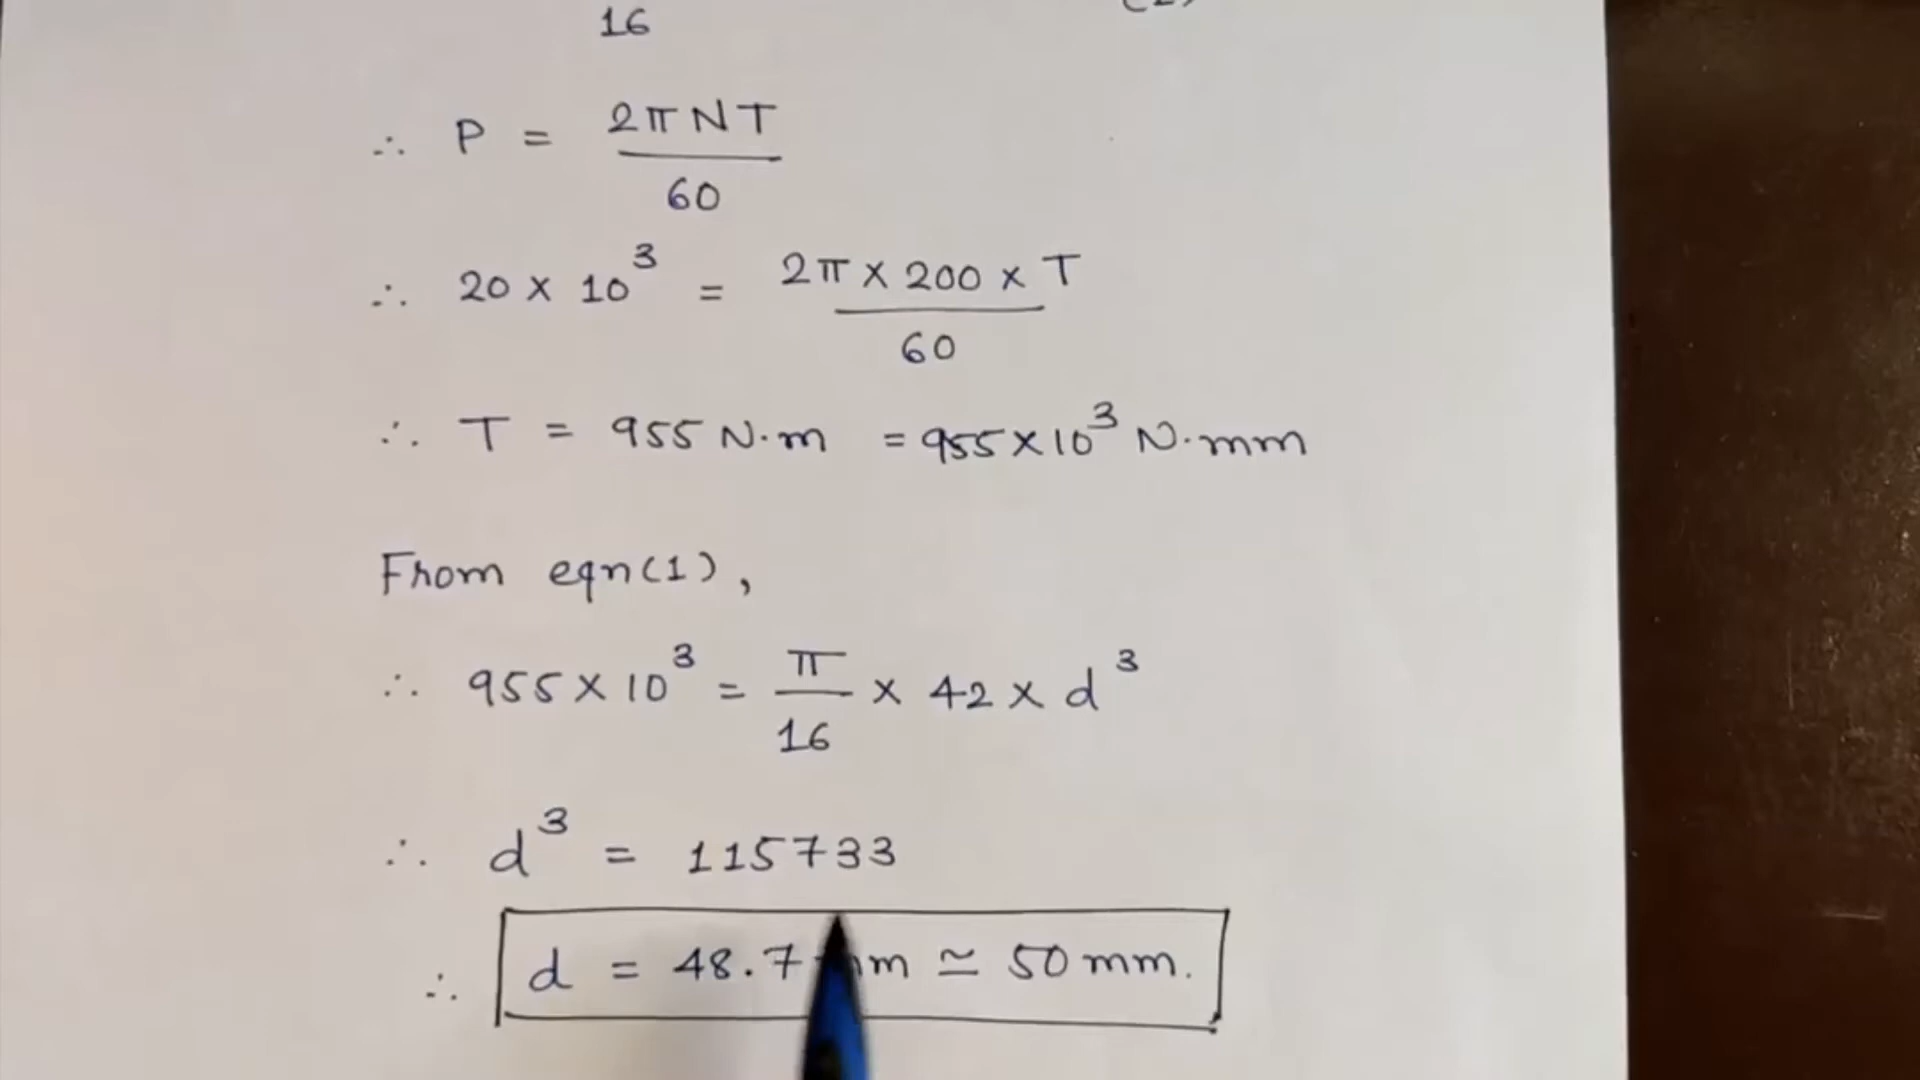 16
∴ P = 2πNT / 60
∴ 20 × 10³ = 2π × 200 × T / 60
∴ T = 955 N·m = 955 × 10³ N·mm
From eqn(1),
∴ 955 × 10³ = π / 16 × 42 × d³
∴ d³ = 115733
∴ d = 48.7 m ≃ 50 mm.